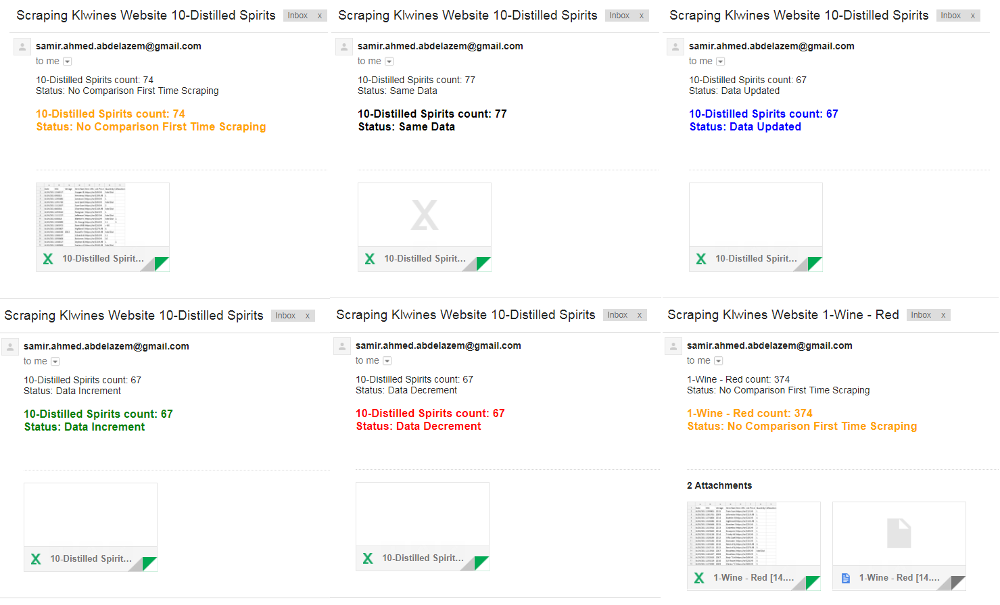 Scraping Klwines Website 10-Distilled Spirits Inbox x
samir.ahmed.abdelazem@gmail.com
to me
10-Distilled Spirits count: 74
Status: No Comparison First Time Scraping
10-Distilled Spirits count: 74
Status: No Comparison First Time Scraping
10-Distilled Spirit...
Scraping Klwines Website 10-Distilled Spirits Inbox x
samir.ahmed.abdelazem@gmail.com
to me
10-Distilled Spirits count: 77
Status: Same Data
10-Distilled Spirits count: 77
Status: Same Data
10-Distilled Spirit...
Scraping Klwines Website 10-Distilled Spirits Inbox x
samir.ahmed.abdelazem@gmail.com
to me
10-Distilled Spirits count: 67
Status: Data Updated
10-Distilled Spirits count: 67
Status: Data Updated
10-Distilled Spirit...
Scraping Klwines Website 10-Distilled Spirits Inbox x
samir.ahmed.abdelazem@gmail.com
to me
10-Distilled Spirits count: 67
Status: Data Increment
10-Distilled Spirits count: 67
Status: Data Increment
10-Distilled Spirit...
Scraping Klwines Website 10-Distilled Spirits Inbox x
samir.ahmed.abdelazem@gmail.com
to me
10-Distilled Spirits count: 67
Status: Data Decrement
10-Distilled Spirits count: 67
Status: Data Decrement
10-Distilled Spirit...
Scraping Klwines Website 1-Wine - Red Inbox x
samir.ahmed.abdelazem@gmail.com
to me
1-Wine - Red count: 374
Status: No Comparison First Time Scraping
1-Wine - Red count: 374
Status: No Comparison First Time Scraping
2 Attachments
1-Wine - Red [14....
1-Wine - Red [14....